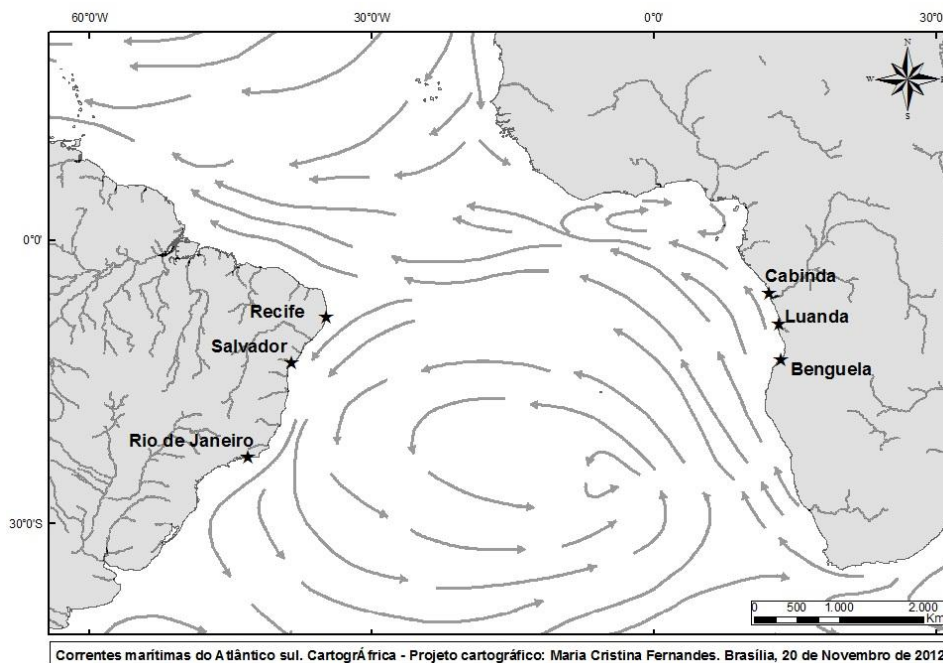 60°0'W 30°0'W 0°0' 30°0'
N
W
S
0°0'
Cabinda
Recife
Luanda
Salvador
Benguela
Rio de Janeiro
30°0'S
0 500 1.000 2.000
Km
Correntes marítimas do Atlântico sul. CartogrÁfrica - Projeto cartográfico: Maria Cristina Fernandes. Brasília, 20 de Novembro de 2012